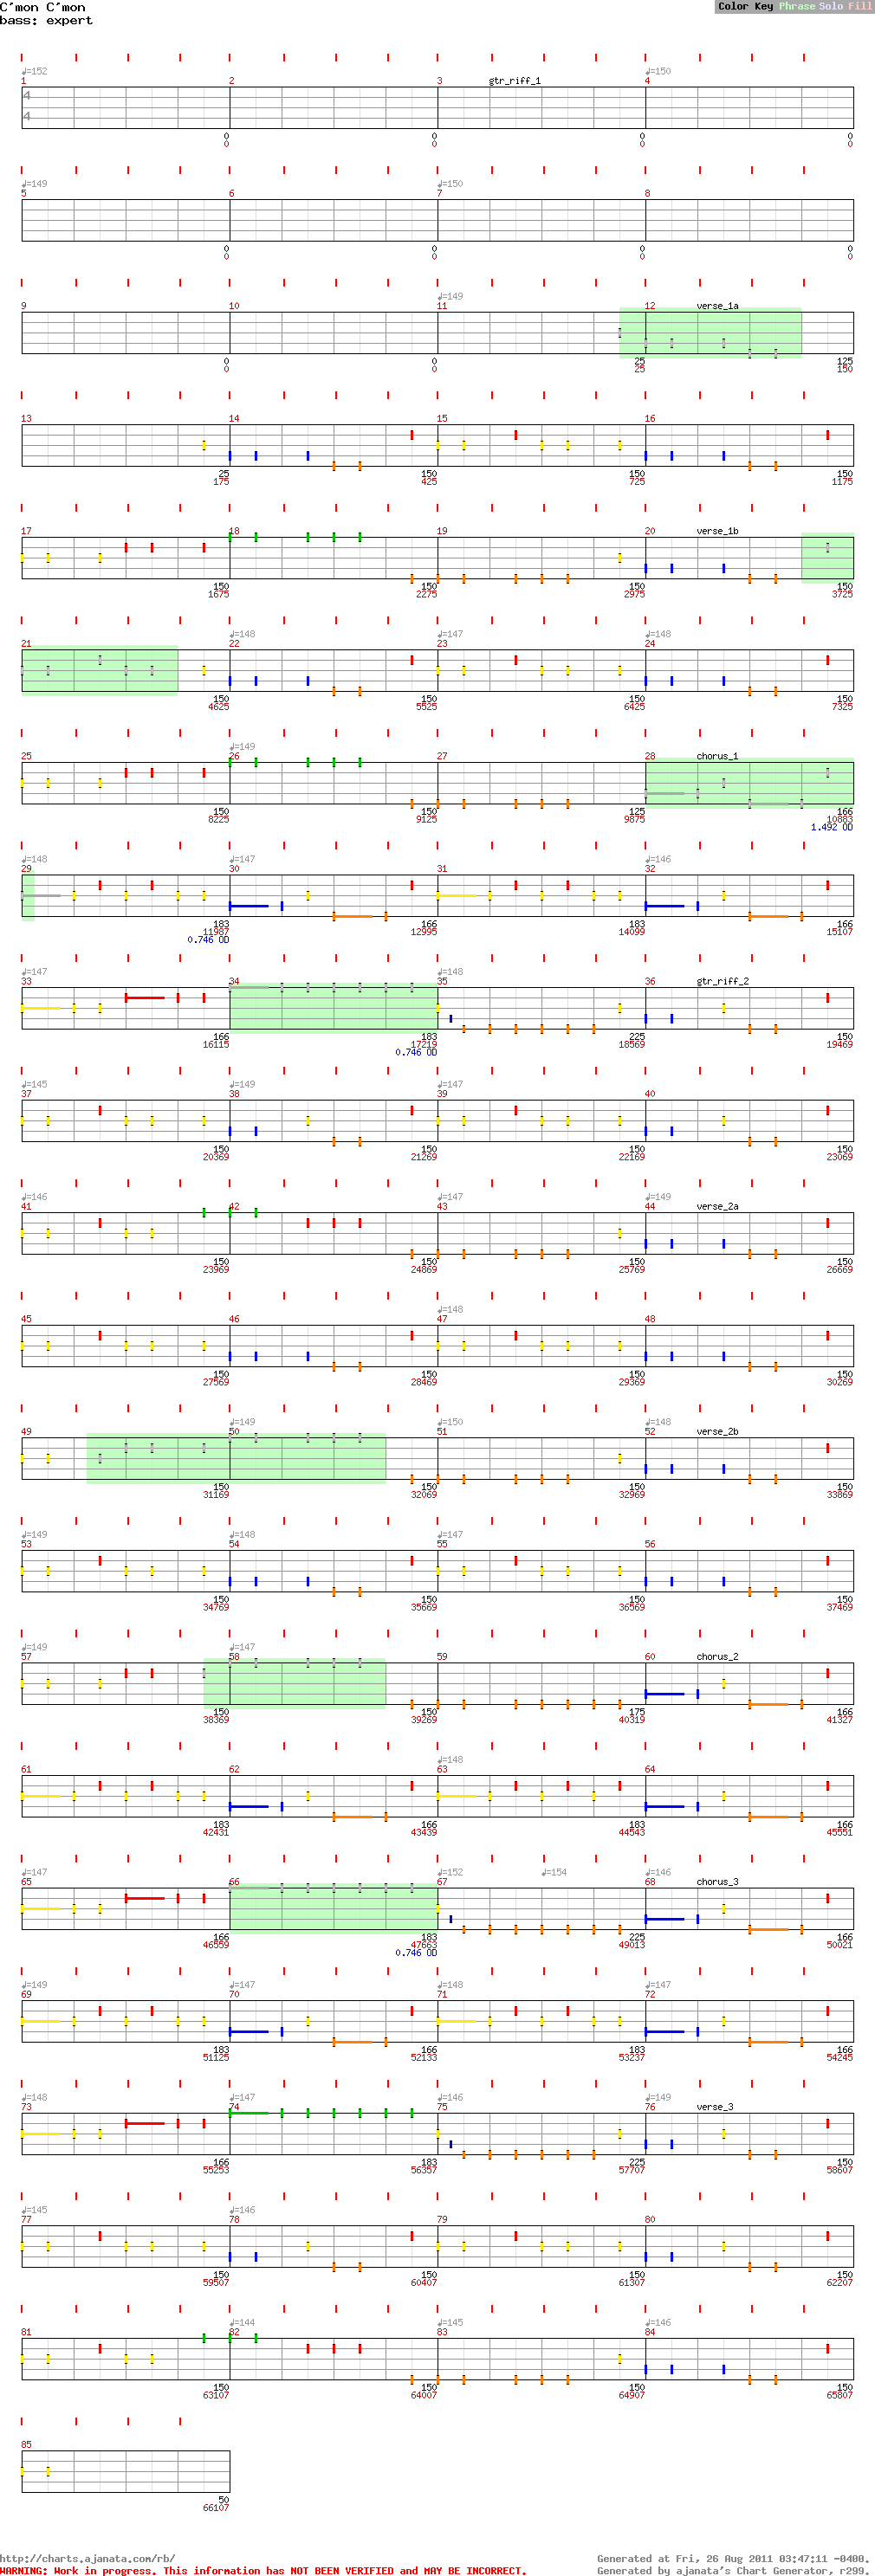 C'mon C'mon
bass: expert
Color Key Phrase Solo Fill
♩=152 ♩=150
1 2 3 gtr_riff_1 4
4
4
0 0 0 0
0 0 0 0
♩=149 ♩=150
5 6 7 8
0 0 0 0
0 0 0 0
♩=149
9 10 11 12 verse_1a
0 0 25 125
0 0 25 150
13 14 15 16
25 150 150 150
175 425 725 1175
17 18 19 20 verse_1b
150 150 150 150
1675 2275 2975 3725
♩=148 ♩=147 ♩=148
21 22 23 24
150 150 150 150
4625 5525 6425 7325
♩=149
25 26 27 28 chorus_1
150 150 125 166
8225 9125 9875 10883
1.492 OD
♩=148 ♩=147 ♩=146
29 30 31 32
183 166 183 166
11987 12995 14099 15107
0.746 OD
♩=147 ♩=148
33 34 35 36 gtr_riff_2
166 183 225 150
16115 17219 18569 19469
0.746 OD
♩=145 ♩=149 ♩=147
37 38 39 40
150 150 150 150
20369 21269 22169 23069
♩=146 ♩=147 ♩=149
41 42 43 44 verse_2a
150 150 150 150
23969 24869 25769 26669
♩=148
45 46 47 48
150 150 150 150
27569 28469 29369 30269
♩=149 ♩=150 ♩=148
49 50 51 52 verse_2b
150 150 150 150
31169 32069 32969 33869
♩=149 ♩=148 ♩=147
53 54 55 56
150 150 150 150
34769 35669 36569 37469
♩=149 ♩=147
57 58 59 60 chorus_2
150 150 175 166
38369 39269 40319 41327
♩=148
61 62 63 64
183 166 183 166
42431 43439 44543 45551
♩=147 ♩=152 ♩=154 ♩=146
65 66 67 68 chorus_3
166 183 225 166
46559 47663 49013 50021
0.746 OD
♩=149 ♩=147 ♩=148 ♩=147
69 70 71 72
183 166 183 166
51125 52133 53237 54245
♩=148 ♩=147 ♩=146 ♩=149
73 74 75 76 verse_3
166 183 225 150
55253 56357 57707 58607
♩=145 ♩=146
77 78 79 80
150 150 150 150
59507 60407 61307 62207
♩=144 ♩=145 ♩=146
81 82 83 84
150 150 150 150
63107 64007 64907 65807
85
50
66107
http://charts.ajanata.com/rb/ Generated at Fri, 26 Aug 2011 03:47:11 -0400.
WARNING: Work in progress. This information has NOT BEEN VERIFIED and MAY BE INCORRECT. Generated by ajanata's Chart Generator, r299.